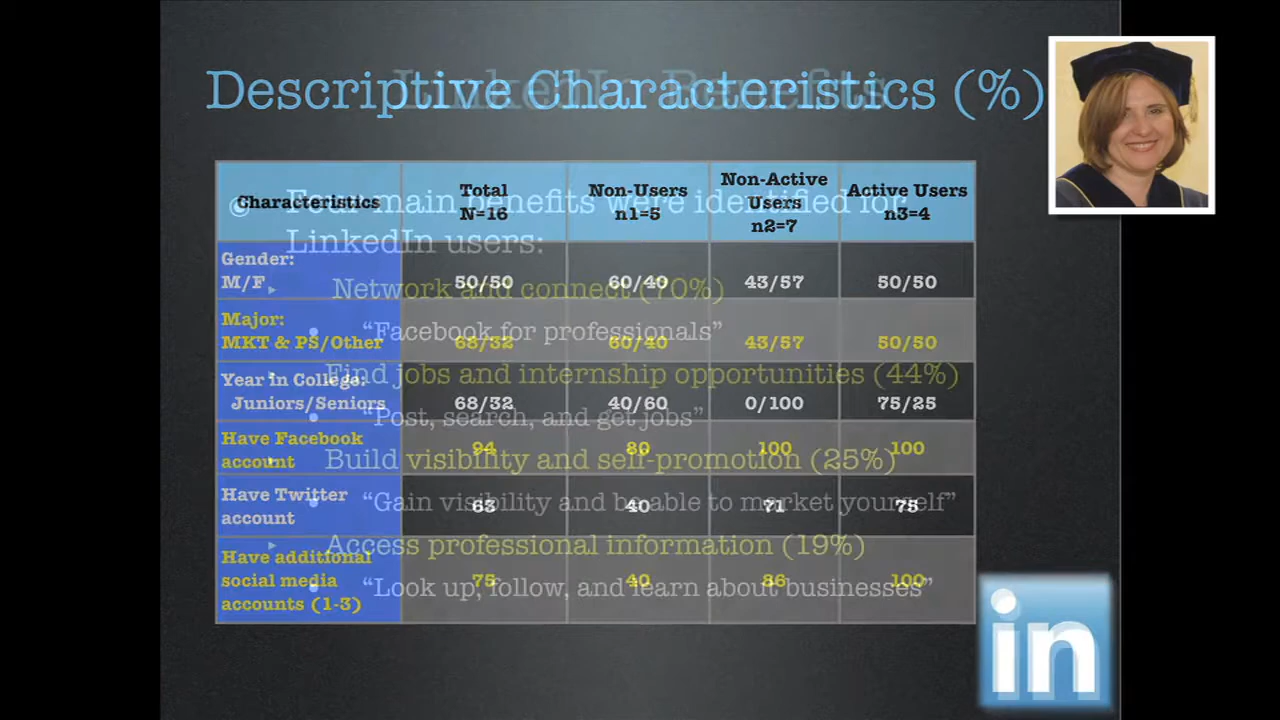 Descriptive Characteristics (%)
LinkedIn Benefits
Characteristics
Total
N=16
Non-Users
n1=5
Non-Active
Users
n2=7
Active Users
n3=4
Gender:
M/F
50/50
60/40
43/57
50/50
Major:
MKT & PS/Other
68/32
60/40
43/57
50/50
Year in College:
Juniors/Seniors
68/32
40/60
0/100
75/25
Have Facebook
account
94
80
100
100
Have Twitter
account
63
40
71
75
Have additional
social media
accounts (1-3)
75
40
86
100
Four main benefits were identified for
LinkedIn users:
Network and connect (70%)
“Facebook for professionals”
Find jobs and internship opportunities (44%)
“Post, search, and get jobs”
Build visibility and self-promotion (25%)
“Gain visibility and be able to market yourself”
Access professional information (19%)
“Look up, follow, and learn about businesses”
in